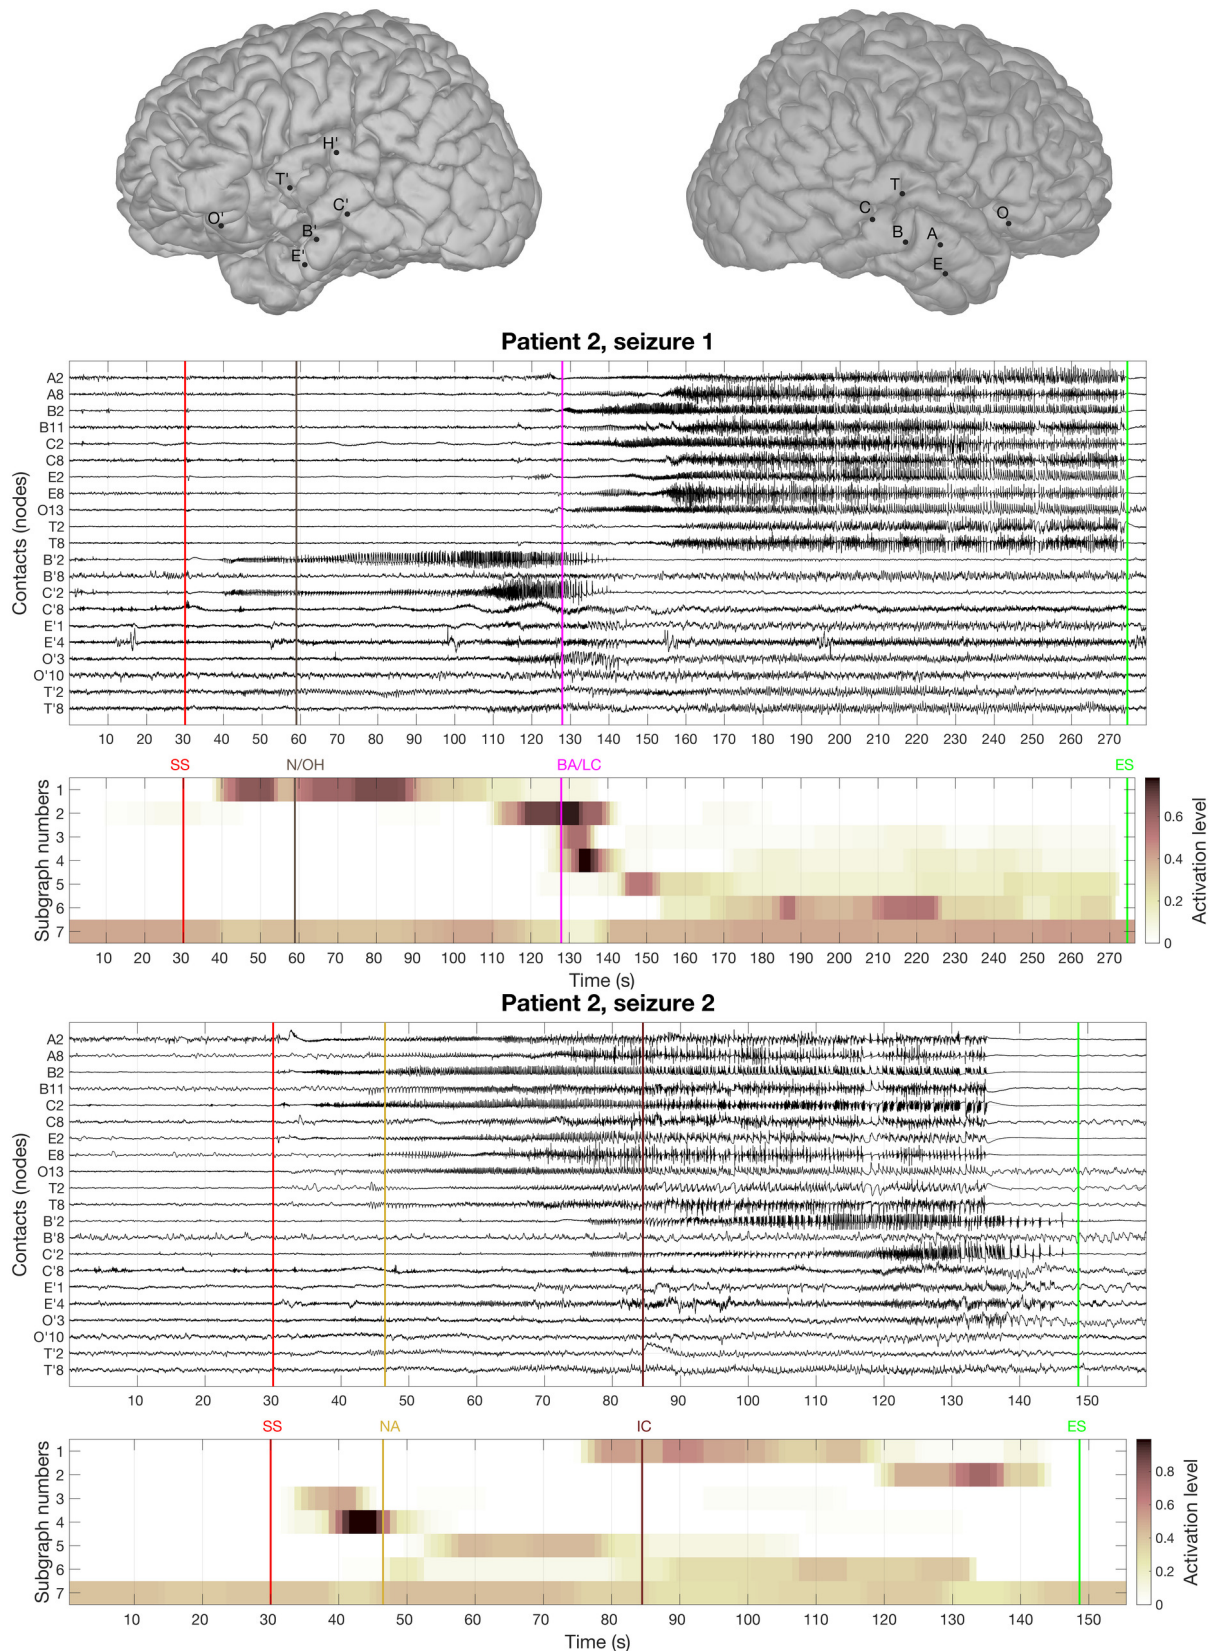 H'
T'
C'
O'
B'
E'
T
C
O
B
A
E
Patient 2, seizure 1
Contacts (nodes)
A2
A8
B2
B11
C2
C8
E2
E8
O13
T2
T8
B'2
B'8
C'2
C'8
E'1
E'4
O'3
O'10
T'2
T'8
10 20 30 40 50 60 70 80 90 100 110 120 130 140 150 160 170 180 190 200 210 220 230 240 250 260 270
SS N/OH BA/LC ES
Subgraph numbers
1
2
3
4
5
6
7
0.6
0.4
0.2
0
Activation level
10 20 30 40 50 60 70 80 90 100 110 120 130 140 150 160 170 180 190 200 210 220 230 240 250 260 270
Time (s)
Patient 2, seizure 2
Contacts (nodes)
A2
A8
B2
B11
C2
C8
E2
E8
O13
T2
T8
B'2
B'8
C'2
C'8
E'1
E'4
O'3
O'10
T'2
T'8
10 20 30 40 50 60 70 80 90 100 110 120 130 140 150
SS NA IC ES
Subgraph numbers
1
2
3
4
5
6
7
0.8
0.6
0.4
0.2
0
Activation level
10 20 30 40 50 60 70 80 90 100 110 120 130 140 150
Time (s)